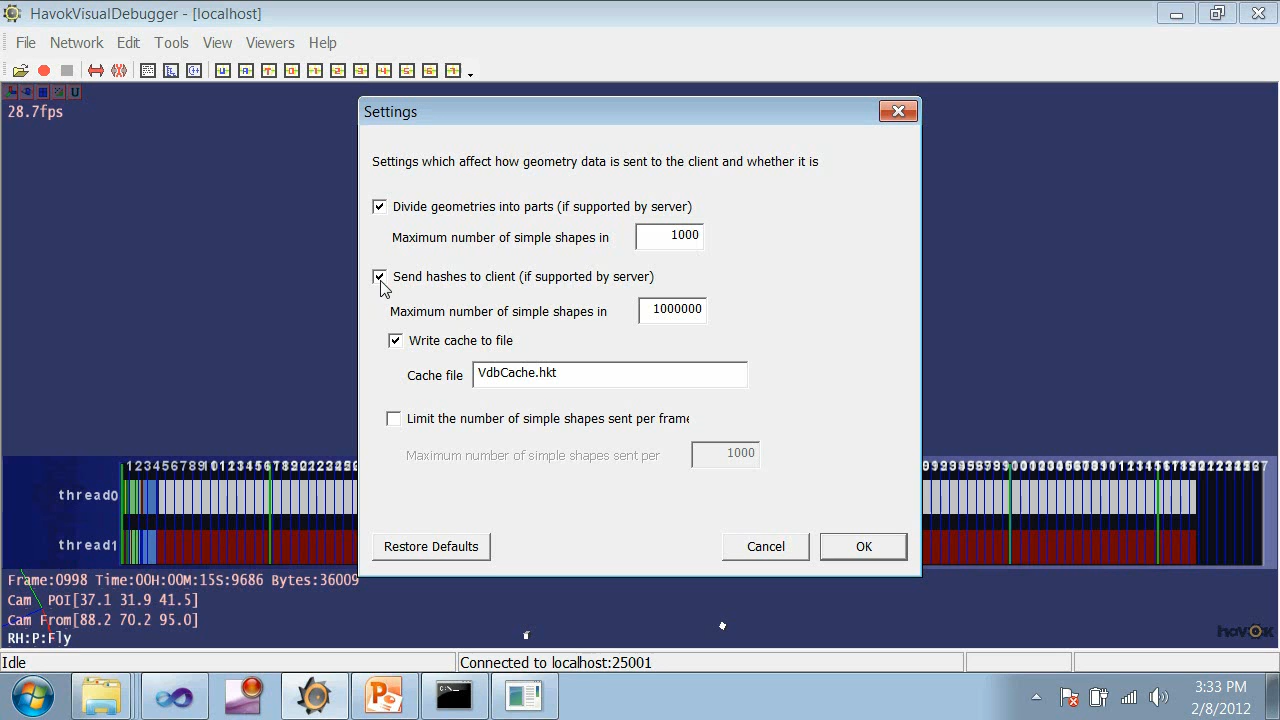 HavokVisualDebugger - [localhost]
File Network Edit Tools View Viewers Help
28.7fps
Settings
Settings which affect how geometry data is sent to the client and whether it is
Divide geometries into parts (if supported by server)
Maximum number of simple shapes in 1000
Send hashes to client (if supported by server)
Maximum number of simple shapes in 1000000
Write cache to file
Cache file VdbCache.hkt
Limit the number of simple shapes sent per frame
Maximum number of simple shapes sent per 1000
Restore Defaults Cancel OK
thread0
thread1
Frame:0998 Time:00H:00M:15S:9686 Bytes:36009
Cam POI[37.1 31.9 41.5]
Cam From[88.2 70.2 95.0]
RH:P:Fly
havok
Idle
Connected to localhost:25001
3:33 PM
2/8/2012